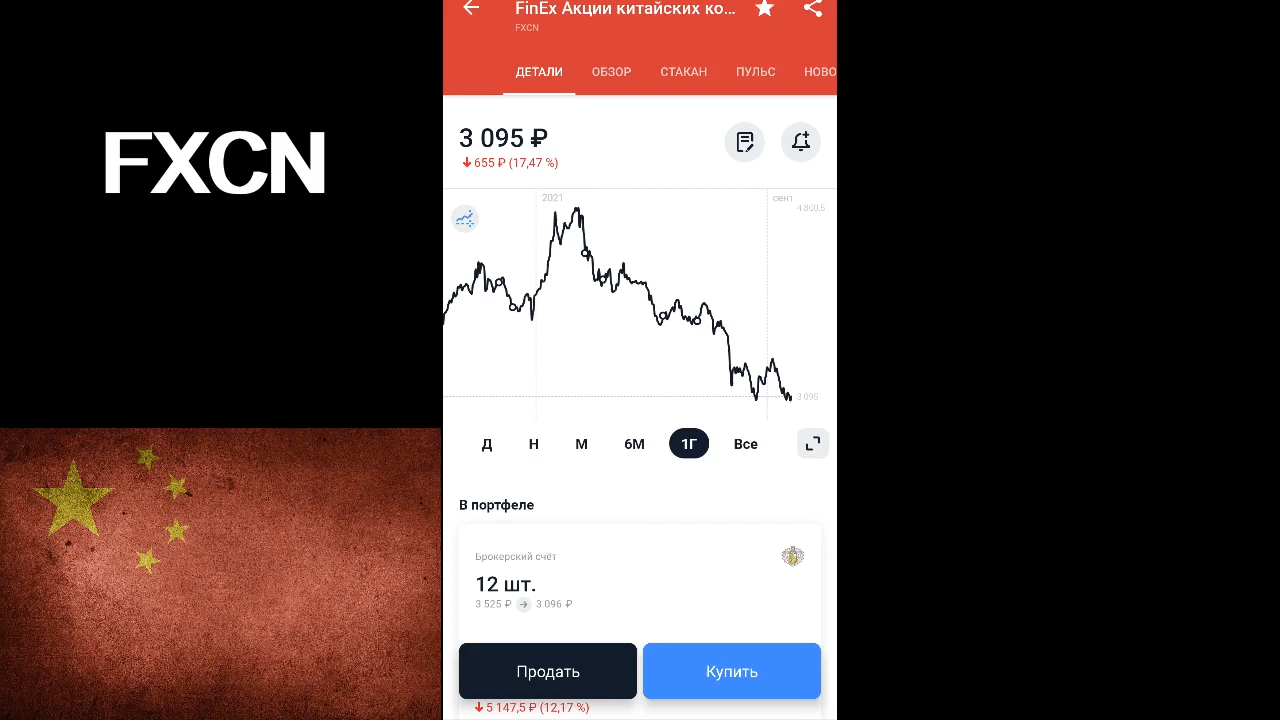 FXCN
FinEx Акции китайских ко...
FXCN
ДЕТАЛИ ОБЗОР СТАКАН ПУЛЬС НОВО
3 095 ₽
655 ₽ (17,47 %)
2021 сент
4 800,5
3 095
Д Н М 6М 1Г Все
В портфеле
Брокерский счёт
12 шт.
3 525 ₽ → 3 096 ₽
Продать Купить
5 147,5 ₽ (12,17 %)